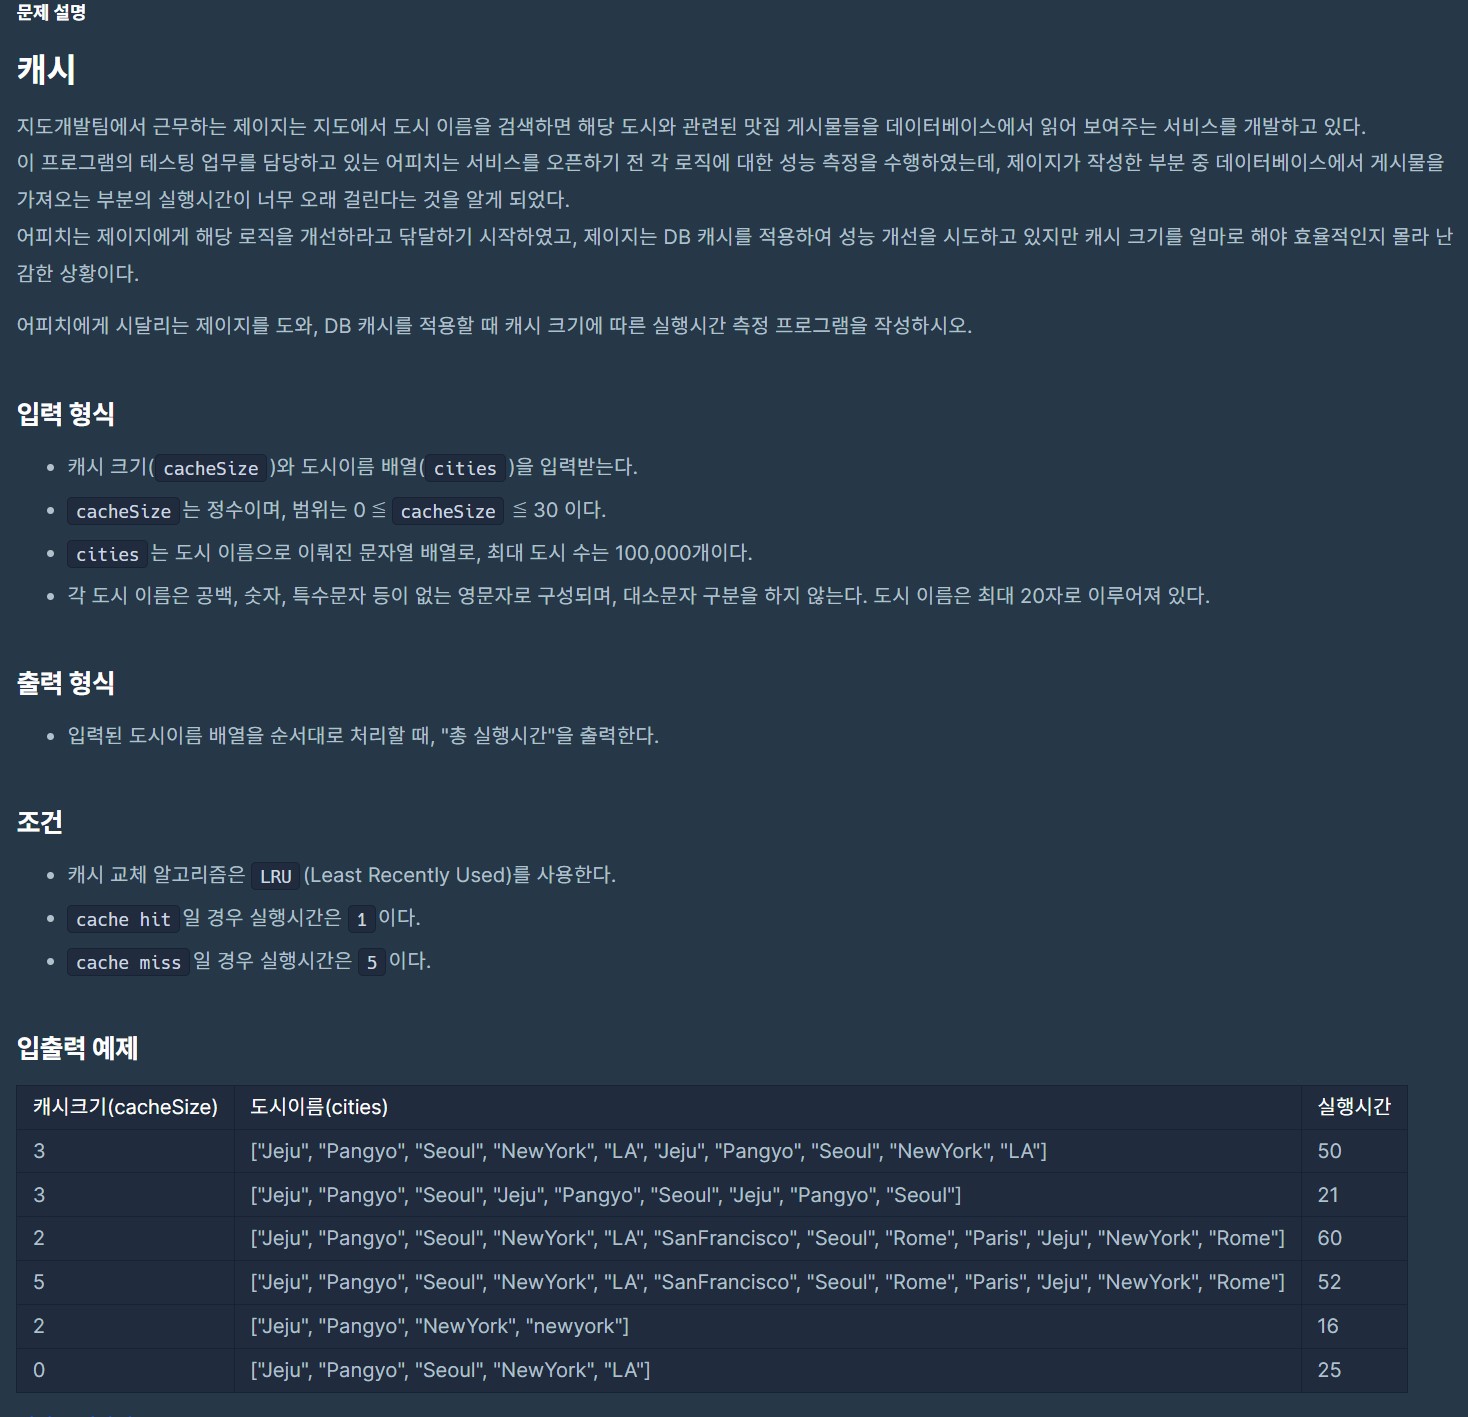 문제 설명
캐시
지도개발팀에서 근무하는 제이지는 지도에서 도시 이름을 검색하면 해당 도시와 관련된 맛집 게시물들을 데이터베이스에서 읽어 보여주는 서비스를 개발하고 있다.
이 프로그램의 테스팅 업무를 담당하고 있는 어피치는 서비스를 오픈하기 전 각 로직에 대한 성능 측정을 수행하였는데, 제이지가 작성한 부분 중 데이터베이스에서 게시물을
가져오는 부분의 실행시간이 너무 오래 걸린다는 것을 알게 되었다.
어피치는 제이지에게 해당 로직을 개선하라고 닦달하기 시작하였고, 제이지는 DB 캐시를 적용하여 성능 개선을 시도하고 있지만 캐시 크기를 얼마로 해야 효율적인지 몰라 난
감한 상황이다.
어피치에게 시달리는 제이지를 도와, DB 캐시를 적용할 때 캐시 크기에 따른 실행시간 측정 프로그램을 작성하시오.
입력 형식
• 캐시 크기(cacheSize)와 도시이름 배열(cities)을 입력받는다.
• cacheSize는 정수이며, 범위는 0 ≦ cacheSize ≦ 30 이다.
• cities는 도시 이름으로 이뤄진 문자열 배열로, 최대 도시 수는 100,000개이다.
• 각 도시 이름은 공백, 숫자, 특수문자 등이 없는 영문자로 구성되며, 대소문자 구분을 하지 않는다. 도시 이름은 최대 20자로 이루어져 있다.
출력 형식
• 입력된 도시이름 배열을 순서대로 처리할 때, "총 실행시간"을 출력한다.
조건
• 캐시 교체 알고리즘은 LRU(Least Recently Used)를 사용한다.
• cache hit일 경우 실행시간은 1이다.
• cache miss일 경우 실행시간은 5이다.
입출력 예제
캐시크기(cacheSize) 도시이름(cities) 실행시간
3 ["Jeju", "Pangyo", "Seoul", "NewYork", "LA", "Jeju", "Pangyo", "Seoul", "NewYork", "LA"] 50
3 ["Jeju", "Pangyo", "Seoul", "Jeju", "Pangyo", "Seoul", "Jeju", "Pangyo", "Seoul"] 21
2 ["Jeju", "Pangyo", "Seoul", "NewYork", "LA", "SanFrancisco", "Seoul", "Rome", "Paris", "Jeju", "NewYork", "Rome"] 60
5 ["Jeju", "Pangyo", "Seoul", "NewYork", "LA", "SanFrancisco", "Seoul", "Rome", "Paris", "Jeju", "NewYork", "Rome"] 52
2 ["Jeju", "Pangyo", "NewYork", "newyork"] 16
0 ["Jeju", "Pangyo", "Seoul", "NewYork", "LA"] 25